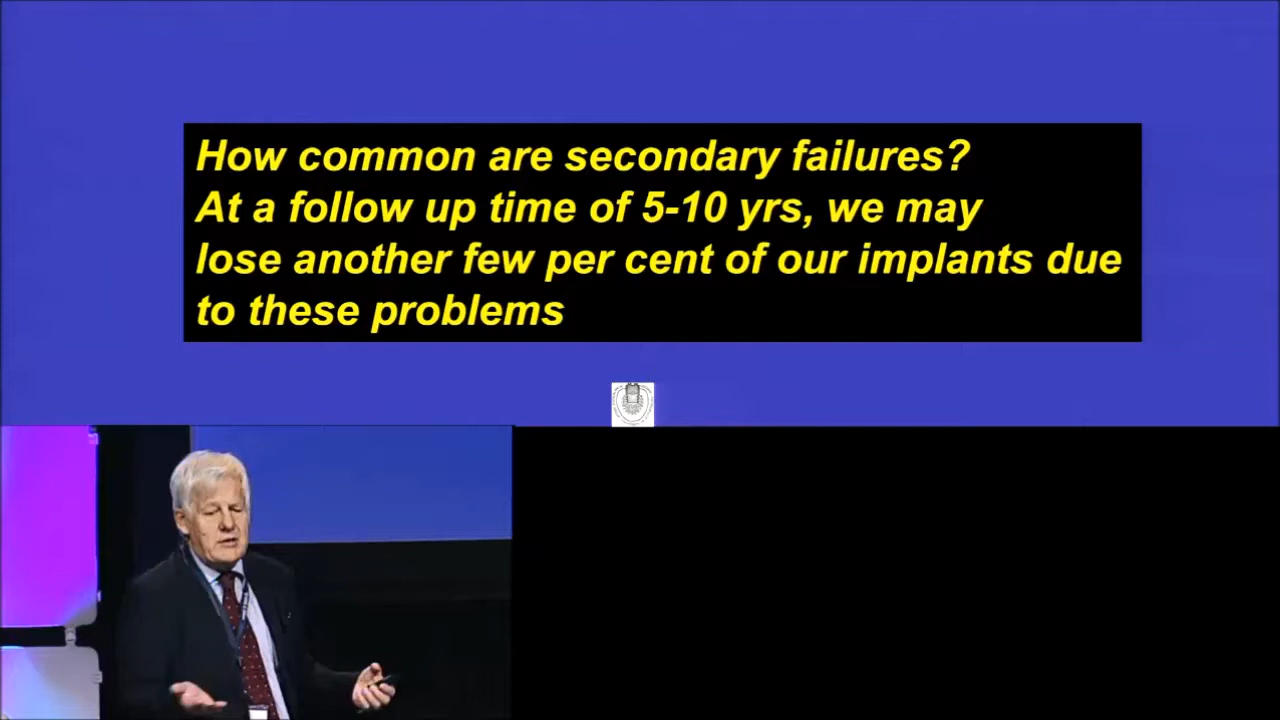 How common are secondary failures?
At a follow up time of 5-10 yrs, we may
lose another few per cent of our implants due
to these problems